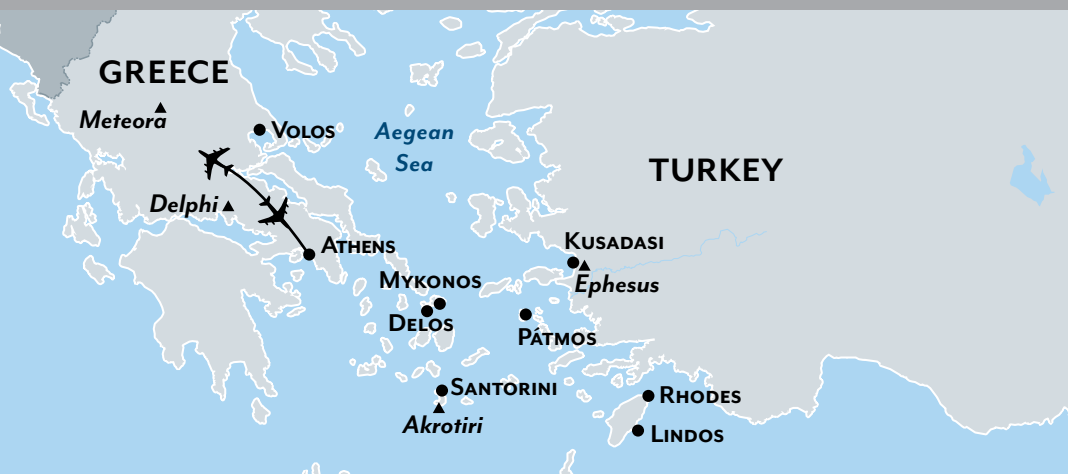 GREECE
Meteora
VOLOS
Aegean
Sea
TURKEY
Delphi
ATHENS
KUSADASI
Ephesus
MYKONOS
DELOS
PÁTMOS
SANTORINI
Akrotiri
RHODES
LINDOS